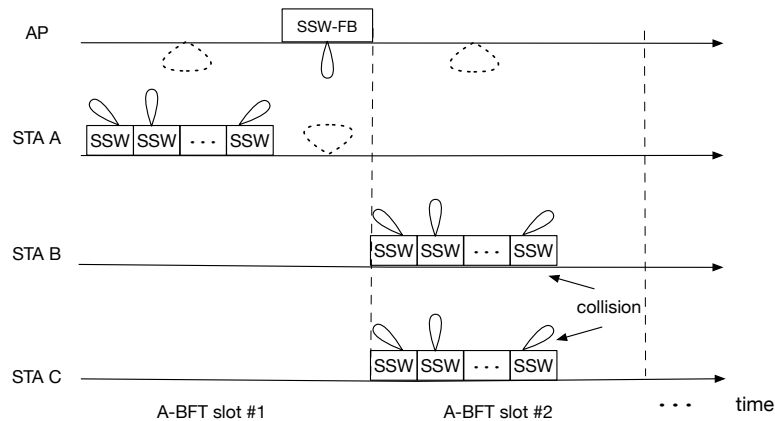 AP
SSW-FB
STA A
SSW SSW ... SSW
STA B
SSW SSW ... SSW
collision
STA C
SSW SSW ... SSW
A-BFT slot #1
A-BFT slot #2
... time